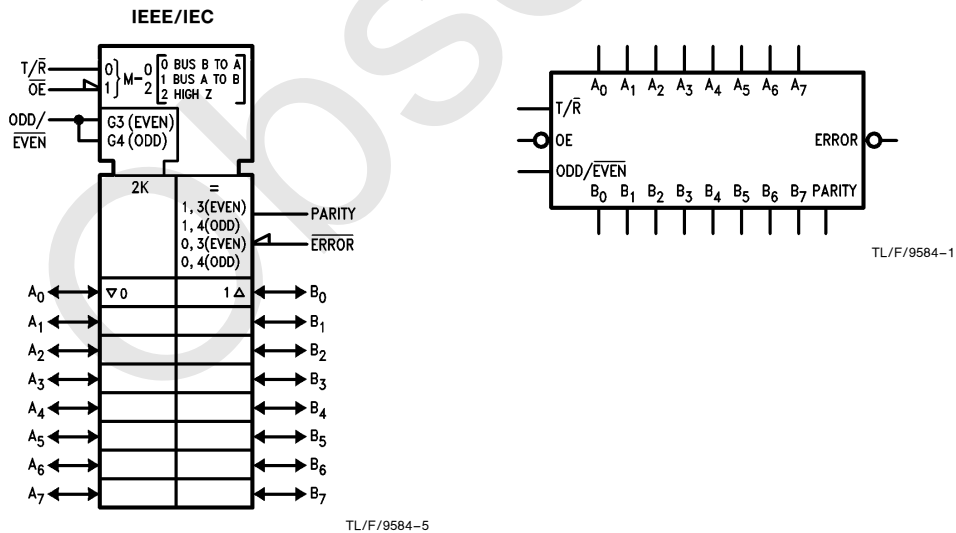 IEEE/IEC
T/R̅
O̅E̅
0
1
} M-
0
2
0 BUS B TO A
1 BUS A TO B
2 HIGH Z
ODD/
E̅V̅E̅N̅
G3 (EVEN)
G4 (ODD)
2K
=
1, 3(EVEN)
1, 4(ODD)
0, 3(EVEN)
0, 4(ODD)
PARITY
E̅R̅R̅O̅R̅
A0 ▽ 0 1 △ B0
A1 B1
A2 B2
A3 B3
A4 B4
A5 B5
A6 B6
A7 B7
TL/F/9584–5
A0 A1 A2 A3 A4 A5 A6 A7
T/R̅
OE
ERROR
ODD/E̅V̅E̅N̅
B0 B1 B2 B3 B4 B5 B6 B7 PARITY
TL/F/9584–1